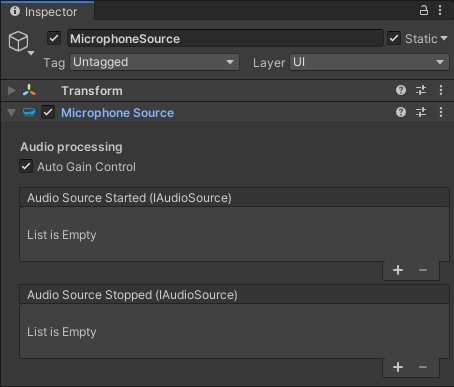 Inspector
MicrophoneSource
Static
Tag Untagged Layer UI
Transform
Microphone Source
Audio processing
Auto Gain Control
Audio Source Started (IAudioSource)
List is Empty
+ −
Audio Source Stopped (IAudioSource)
List is Empty
+ −